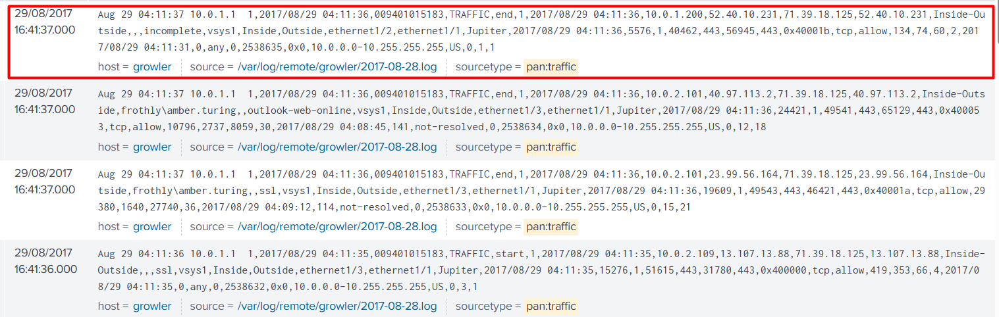 29/08/2017
16:41:37.000
Aug 29 04:11:37 10.0.1.1  1,2017/08/29 04:11:36,009401015183,TRAFFIC,end,1,2017/08/29 04:11:36,10.0.1.200,52.40.10.231,71.39.18.125,52.40.10.231,Inside-Ou
tside,,,incomplete,vsys1,Inside,Outside,ethernet1/2,ethernet1/1,Jupiter,2017/08/29 04:11:36,5576,1,40462,443,56945,443,0x40001b,tcp,allow,134,74,60,2,201
7/08/29 04:11:31,0,any,0,2538635,0x0,10.0.0.0-10.255.255.255,US,0,1,1
host = growler source = /var/log/remote/growler/2017-08-28.log sourcetype = pan:traffic
29/08/2017
16:41:37.000
Aug 29 04:11:37 10.0.1.1  1,2017/08/29 04:11:36,009401015183,TRAFFIC,end,1,2017/08/29 04:11:36,10.0.2.101,40.97.113.2,71.39.18.125,40.97.113.2,Inside-Outs
ide,frothly\amber.turing,,outlook-web-online,vsys1,Inside,Outside,ethernet1/3,ethernet1/1,Jupiter,2017/08/29 04:11:36,24421,1,49541,443,65129,443,0x40005
3,tcp,allow,10796,2737,8059,30,2017/08/29 04:08:45,141,not-resolved,0,2538634,0x0,10.0.0.0-10.255.255.255,US,0,12,18
host = growler source = /var/log/remote/growler/2017-08-28.log sourcetype = pan:traffic
29/08/2017
16:41:37.000
Aug 29 04:11:37 10.0.1.1  1,2017/08/29 04:11:36,009401015183,TRAFFIC,end,1,2017/08/29 04:11:36,10.0.2.101,23.99.56.164,71.39.18.125,23.99.56.164,Inside-Ou
tside,frothly\amber.turing,,ssl,vsys1,Inside,Outside,ethernet1/3,ethernet1/1,Jupiter,2017/08/29 04:11:36,19609,1,49543,443,46421,443,0x40001a,tcp,allow,29
380,1640,27740,36,2017/08/29 04:09:12,114,not-resolved,0,2538633,0x0,10.0.0.0-10.255.255.255,US,0,15,21
host = growler source = /var/log/remote/growler/2017-08-28.log sourcetype = pan:traffic
29/08/2017
16:41:36.000
Aug 29 04:11:36 10.0.1.1  1,2017/08/29 04:11:35,009401015183,TRAFFIC,start,1,2017/08/29 04:11:35,10.0.2.109,13.107.13.88,71.39.18.125,13.107.13.88,Inside-
Outside,,,ssl,vsys1,Inside,Outside,ethernet1/3,ethernet1/1,Jupiter,2017/08/29 04:11:35,15276,1,51615,443,31780,443,0x400000,tcp,allow,419,353,66,4,2017/0
8/29 04:11:35,0,any,0,2538632,0x0,10.0.0.0-10.255.255.255,US,0,3,1
host = growler source = /var/log/remote/growler/2017-08-28.log sourcetype = pan:traffic